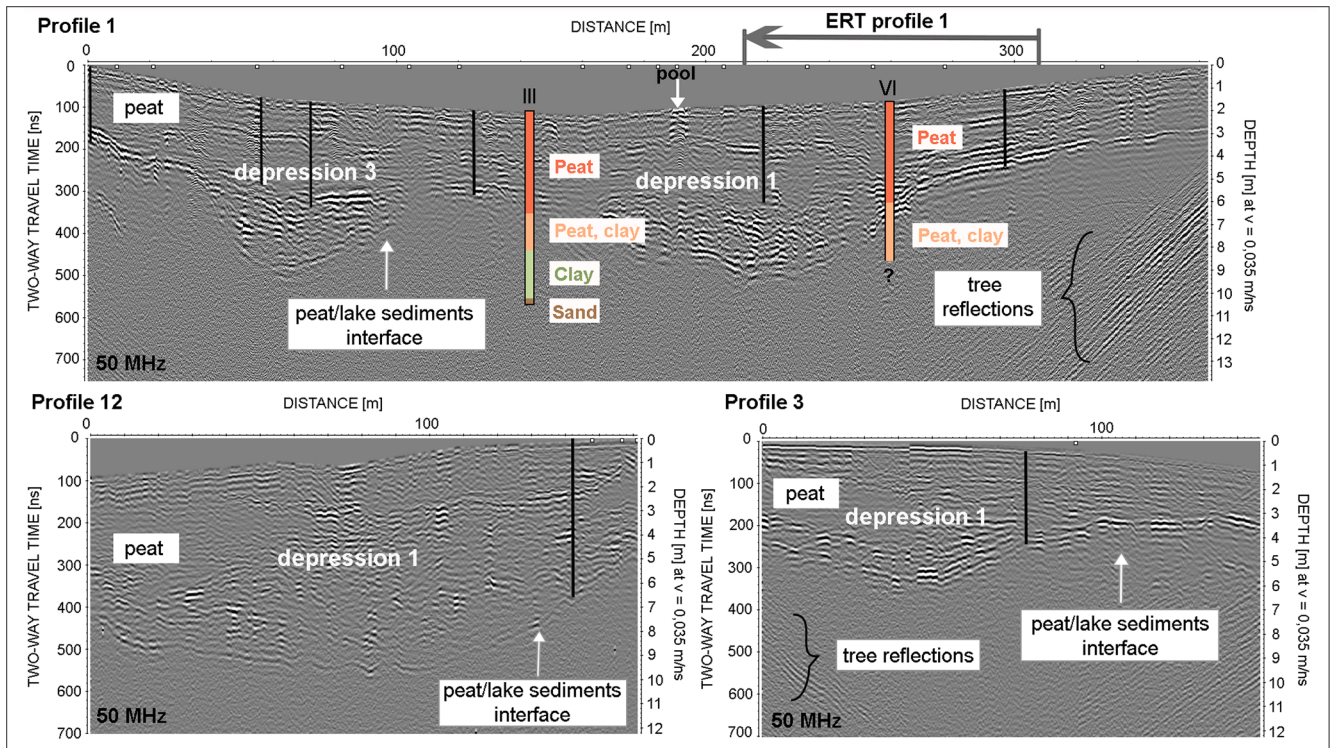 Profile 1
DISTANCE [m]
ERT profile 1
0 100 200 300
TWO-WAY TRAVEL TIME [ns]
0
100
200
300
400
500
600
700
peat
depression 3
peat/lake sediments
interface
III
Peat
Peat, clay
Clay
Sand
pool
depression 1
VI
Peat
Peat, clay
?
tree
reflections
50 MHz
0
1
2
3
4
5
6
7
8
9
10
11
12
13
DEPTH [m] at v = 0,035 m/ns
Profile 12
DISTANCE [m]
0 100
TWO-WAY TRAVEL TIME [ns]
0
100
200
300
400
500
600
700
peat
depression 1
peat/lake sediments
interface
50 MHz
0
1
2
3
4
5
6
7
8
9
10
11
12
DEPTH [m] at v = 0,035 m/ns
Profile 3
DISTANCE [m]
0 100
TWO-WAY TRAVEL TIME [ns]
0
100
200
300
400
500
600
700
peat
depression 1
peat/lake sediments
interface
tree reflections
50 MHz
0
1
2
3
4
5
6
7
8
9
10
11
12
DEPTH [m] at v = 0,035 m/ns